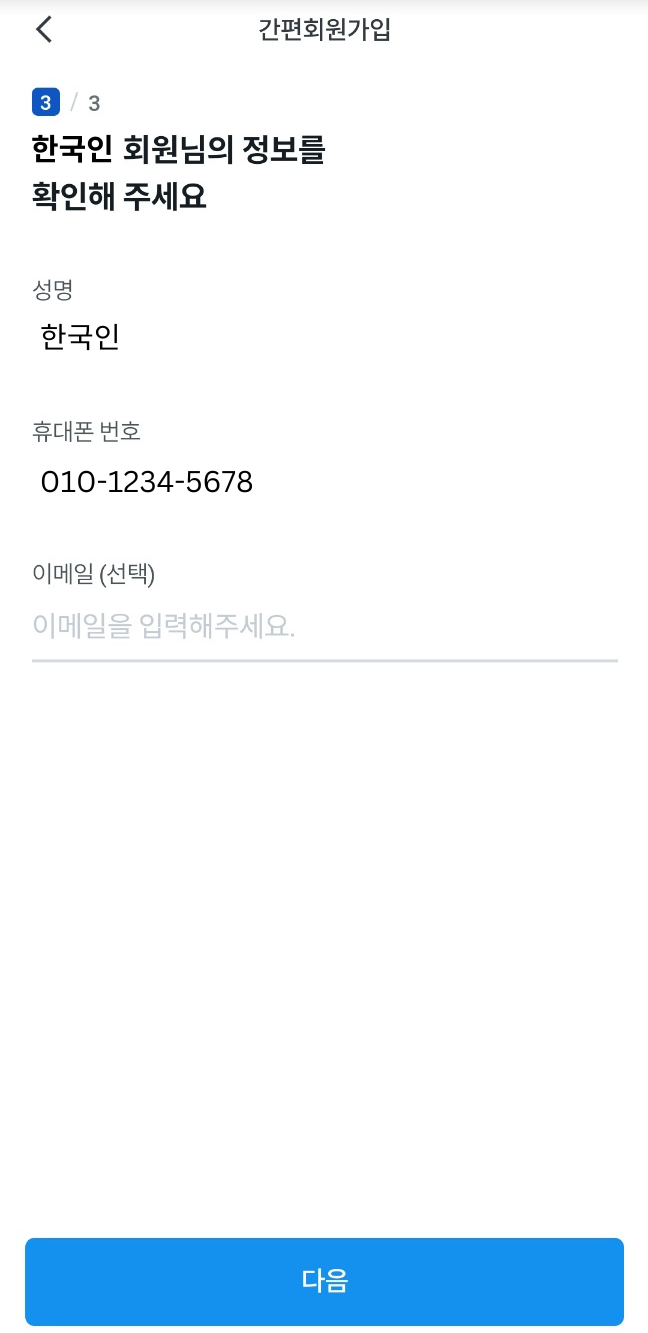 간편회원가입
3 / 3
한국인 회원님의 정보를
확인해 주세요
성명
한국인
휴대폰 번호
010-1234-5678
이메일 (선택)
이메일을 입력해주세요.
다음